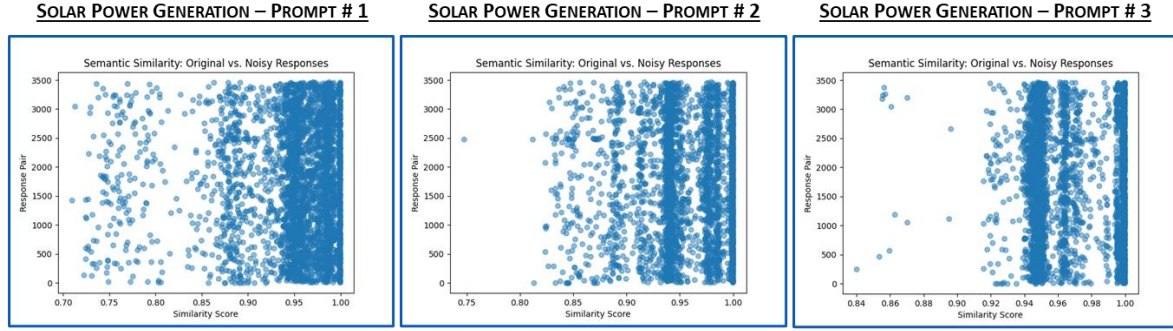 SOLAR POWER GENERATION – PROMPT # 1
Semantic Similarity: Original vs. Noisy Responses
3500
3000
2500
2000
1500
1000
500
0
Response Pair
0.70 0.75 0.80 0.85 0.90 0.95 1.00
Similarity Score
SOLAR POWER GENERATION – PROMPT # 2
Semantic Similarity: Original vs. Noisy Responses
3500
3000
2500
2000
1500
1000
500
0
Response Pair
0.75 0.80 0.85 0.90 0.95 1.00
Similarity Score
SOLAR POWER GENERATION – PROMPT # 3
Semantic Similarity: Original vs. Noisy Responses
3500
3000
2500
2000
1500
1000
500
0
Response Pair
0.84 0.86 0.88 0.90 0.92 0.94 0.96 0.98 1.00
Similarity Score